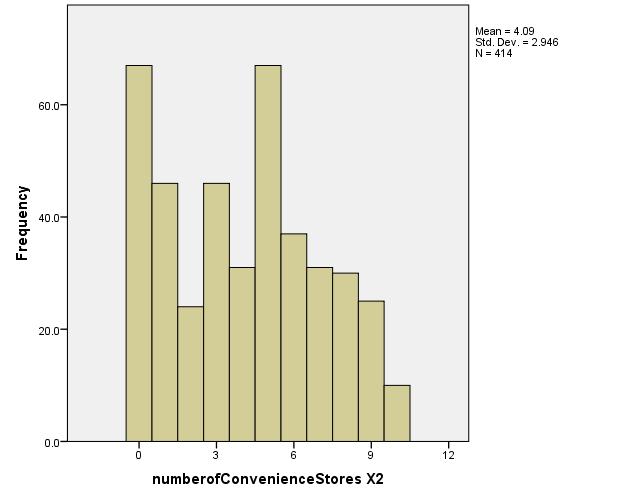 Mean = 4.09
Std. Dev. = 2.946
N = 414
Frequency
60.0
40.0
20.0
0.0
0 3 6 9 12
numberofConvenienceStores X2